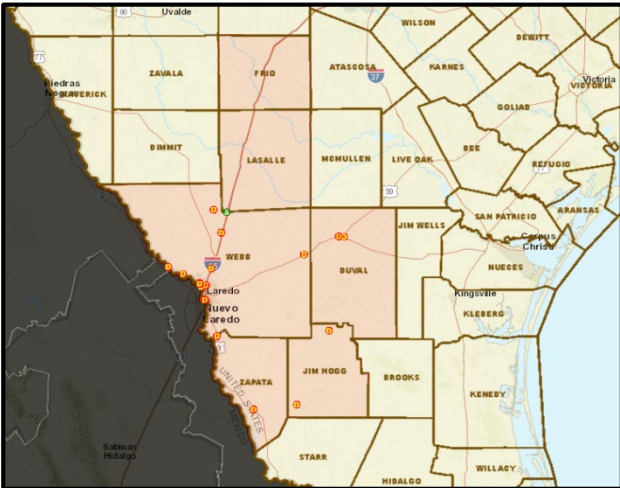 Uvalde
90
WILSON
DEWITT
77
ZAVALA
FRIO
ATASCOSA
37
KARNES
Victoria
VICTORIA
Piedras
MAVERICK
GOLIAD
DIMMIT
LASALLE
MCMULLEN
LIVE OAK
BEE
REFUGIO
77
59
ARANSAS
SAN PATRICIO
JIM WELLS
Corpus
Christi
D
A
D
D D
D
WEBB
DUVAL
NUECES
D
D
D
Laredo
Kingsville
KLEBERG
Nuevo
Laredo
D
D
JIM HOGG
ZAPATA
BROOKS
KENEDY
UNITED STATES
MEXICO
D
D
Sabinas
Hidalgo
STARR
HIDALGO
WILLACY